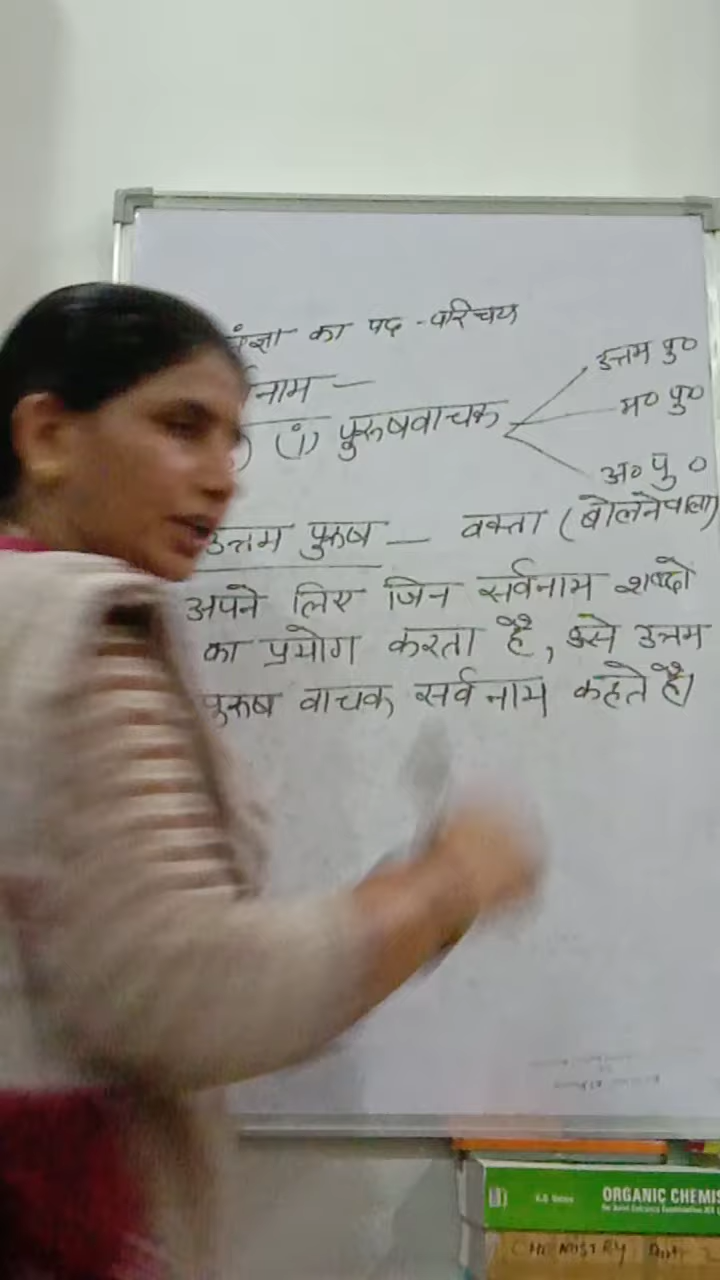 संज्ञा का पद - परिचय
र्वनाम —
(i) पुरूषवाचक
उत्तम पु०
म० पु०
अ० पु०
उत्तम पुरूष — वक्ता (बोलनेवाला)
अपने लिए जिन सर्वनाम शब्दो
का प्रयोग करता है, उसे उत्तम
पुरूष वाचक सर्वनाम कहते है।
ORGANIC CHEMIS
CHEMISTRY